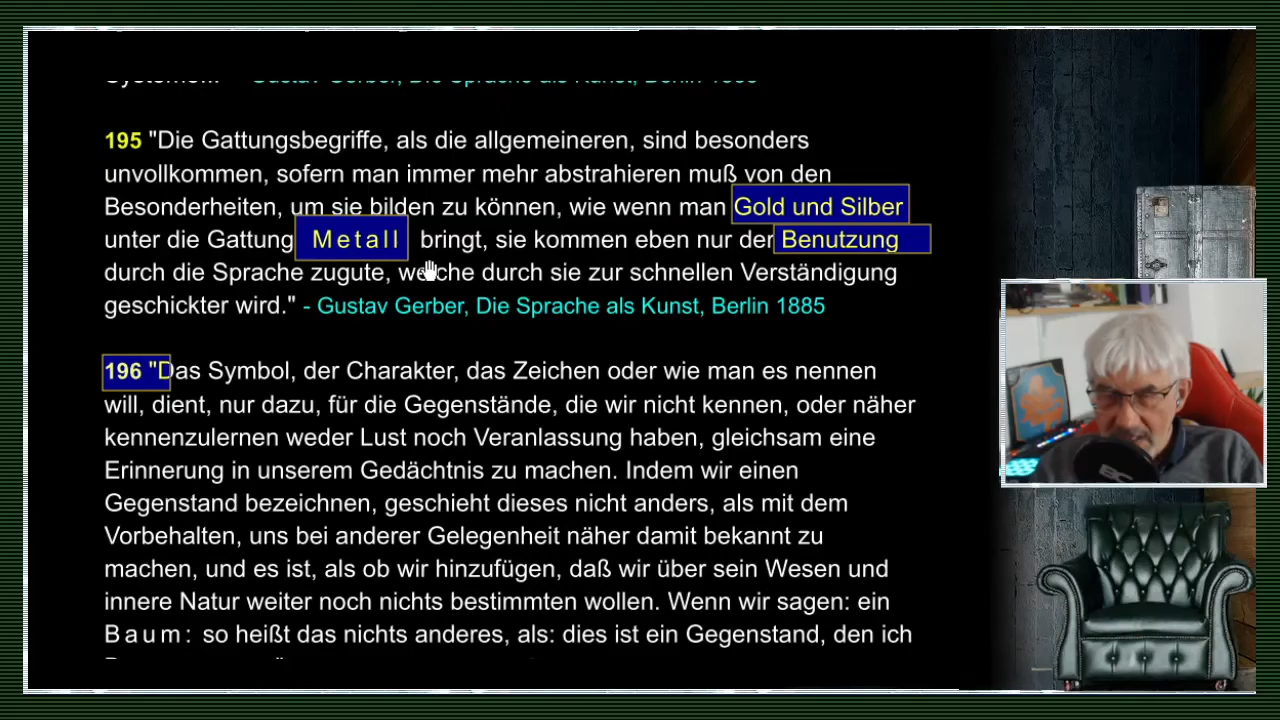 Gustav Gerber, Die Sprache als Kunst, Berlin
195 "Die Gattungsbegriffe, als die allgemeineren, sind besonders
unvollkommen, sofern man immer mehr abstrahieren muß von den
Besonderheiten, um sie bilden zu können, wie wenn man Gold und Silber
unter die Gattung Metall bringt, sie kommen eben nur der Benutzung
durch die Sprache zugute, welche durch sie zur schnellen Verständigung
geschickter wird." - Gustav Gerber, Die Sprache als Kunst, Berlin 1885
196 "Das Symbol, der Charakter, das Zeichen oder wie man es nennen
will, dient, nur dazu, für die Gegenstände, die wir nicht kennen, oder näher
kennenzulernen weder Lust noch Veranlassung haben, gleichsam eine
Erinnerung in unserem Gedächtnis zu machen. Indem wir einen
Gegenstand bezeichnen, geschieht dieses nicht anders, als mit dem
Vorbehalten, uns bei anderer Gelegenheit näher damit bekannt zu
machen, und es ist, als ob wir hinzufügen, daß wir über sein Wesen und
innere Natur weiter noch nichts bestimmten wollen. Wenn wir sagen: ein
Baum: so heißt das nichts anderes, als: dies ist ein Gegenstand, den ich